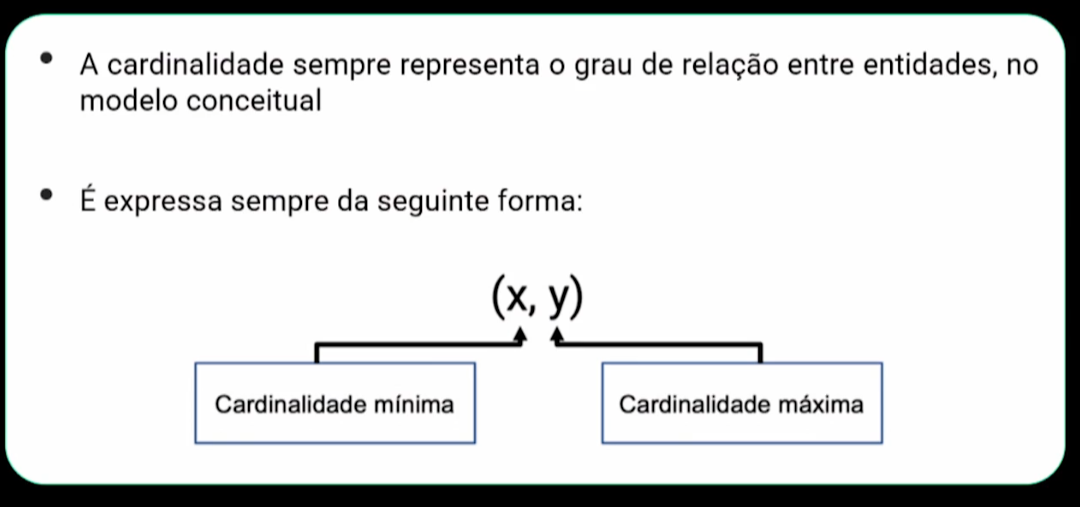 • A cardinalidade sempre representa o grau de relação entre entidades, no
modelo conceitual
• É expressa sempre da seguinte forma:
(x, y)
Cardinalidade mínima
Cardinalidade máxima